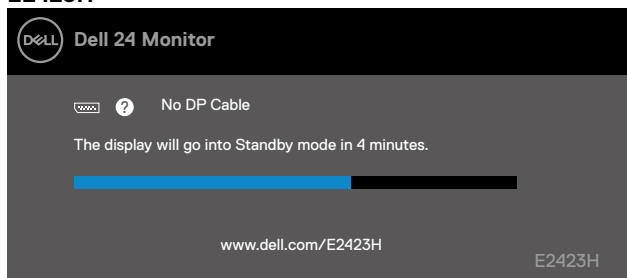 E2423H
DELL Dell 24 Monitor
? No DP Cable
The display will go into Standby mode in 4 minutes.
www.dell.com/E2423H
E2423H